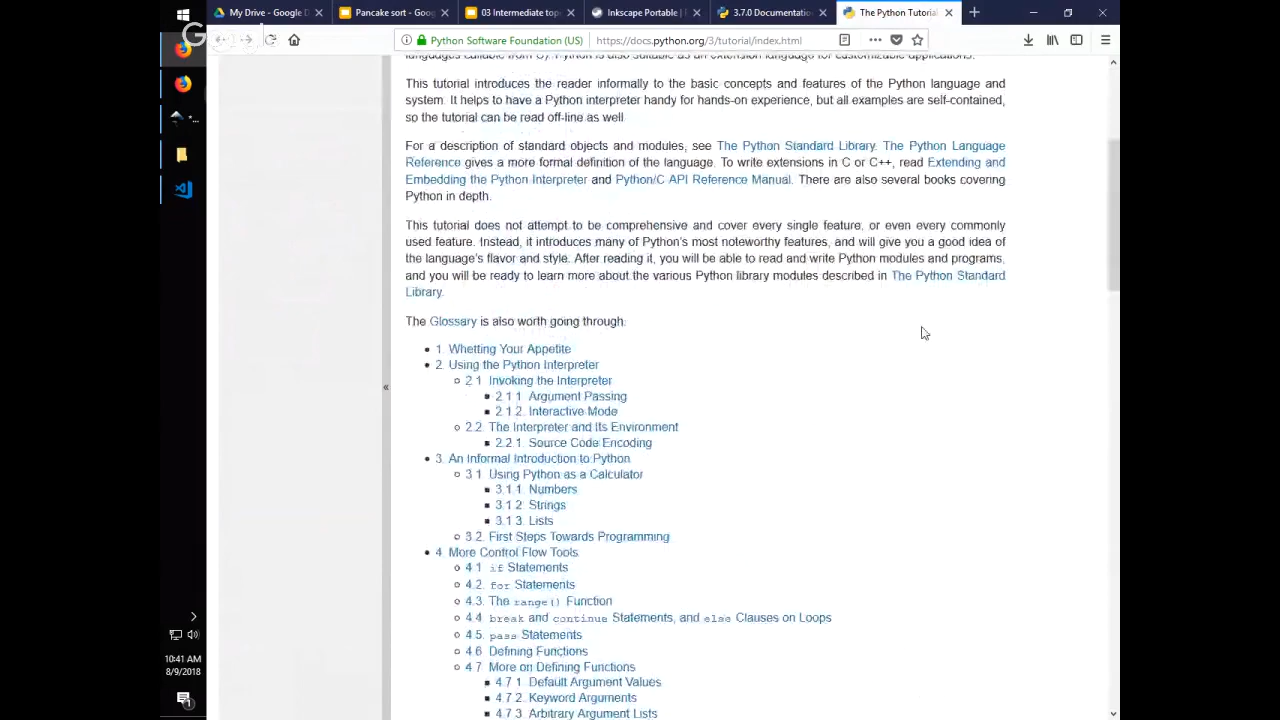 My Drive - Google D
Pancake sort - Goog
03 Intermediate top
Inkscape Portable |
3.7.0 Documentation
The Python Tutorial
Python Software Foundation (US)
https://docs.python.org/3/tutorial/index.html
languages callable from C). Python is also suitable as an extension language for customizable applications.
This tutorial introduces the reader informally to the basic concepts and features of the Python language and
system. It helps to have a Python interpreter handy for hands-on experience, but all examples are self-contained,
so the tutorial can be read off-line as well.
For a description of standard objects and modules, see The Python Standard Library. The Python Language
Reference gives a more formal definition of the language. To write extensions in C or C++, read Extending and
Embedding the Python Interpreter and Python/C API Reference Manual. There are also several books covering
Python in depth.
This tutorial does not attempt to be comprehensive and cover every single feature, or even every commonly
used feature. Instead, it introduces many of Python's most noteworthy features, and will give you a good idea of
the language's flavor and style. After reading it, you will be able to read and write Python modules and programs,
and you will be ready to learn more about the various Python library modules described in The Python Standard
Library.
The Glossary is also worth going through.
1. Whetting Your Appetite
2. Using the Python Interpreter
2.1. Invoking the Interpreter
2.1.1. Argument Passing
2.1.2. Interactive Mode
2.2. The Interpreter and Its Environment
2.2.1. Source Code Encoding
3. An Informal Introduction to Python
3.1. Using Python as a Calculator
3.1.1. Numbers
3.1.2. Strings
3.1.3. Lists
3.2. First Steps Towards Programming
4. More Control Flow Tools
4.1. if Statements
4.2. for Statements
4.3. The range() Function
4.4. break and continue Statements, and else Clauses on Loops
4.5. pass Statements
4.6. Defining Functions
4.7. More on Defining Functions
4.7.1. Default Argument Values
4.7.2. Keyword Arguments
4.7.3. Arbitrary Argument Lists
10:41 AM
8/9/2018
1